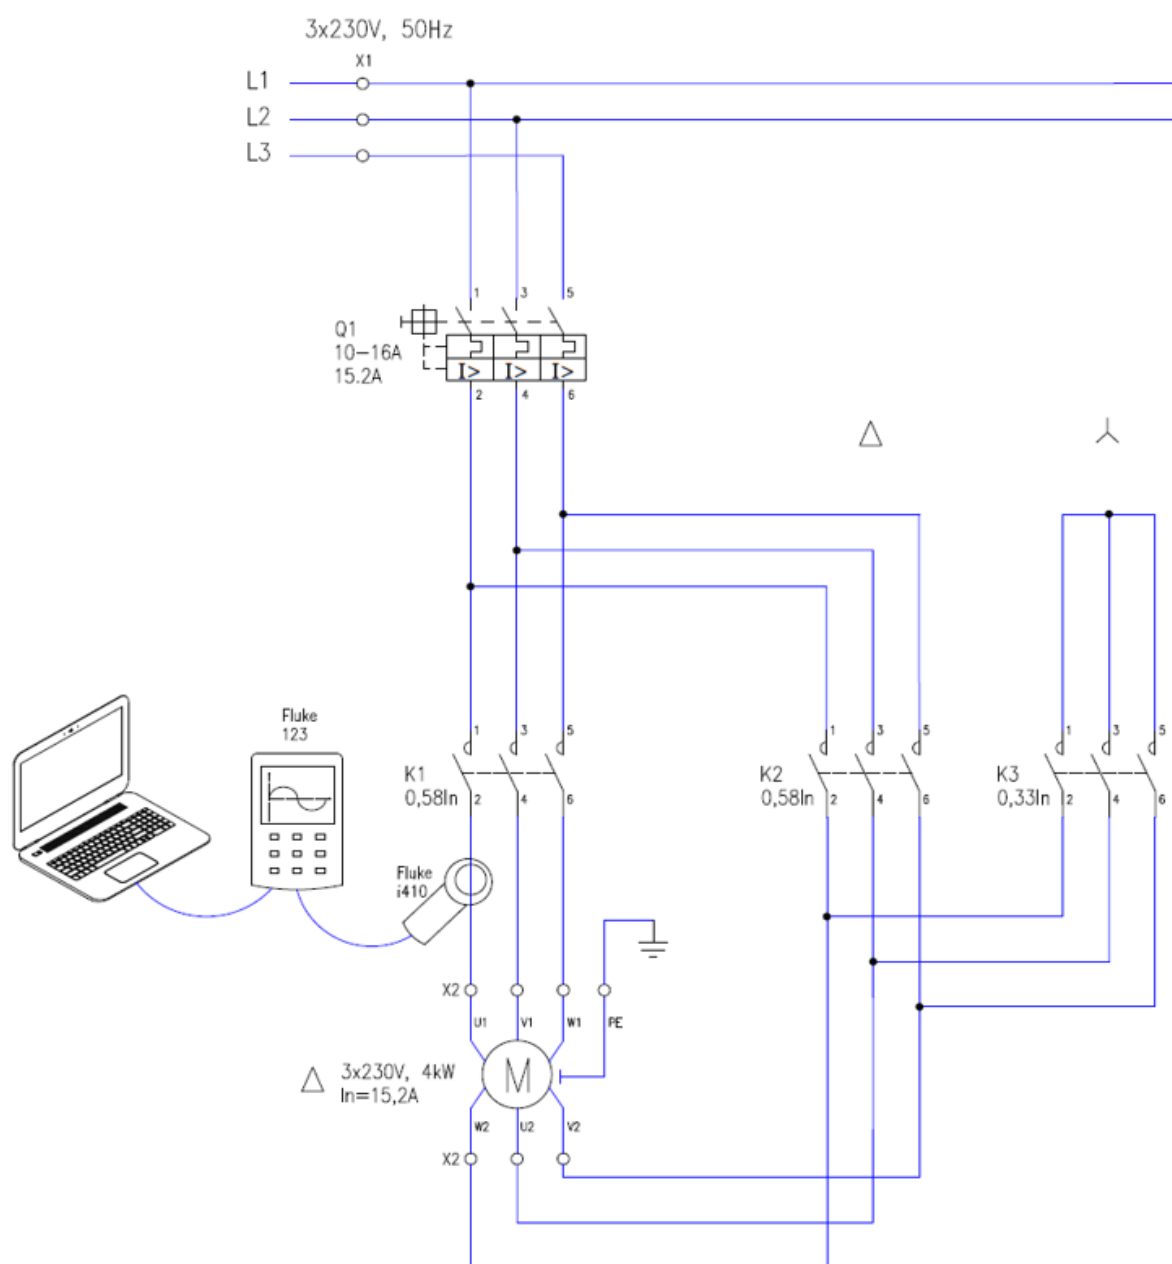 3x230V, 50Hz
X1
L1
L2
L3
1 3 5
Q1
10-16A
15.2A
I> I> I>
2 4 6
Fluke
123
1 3 5
K1
0,58In
2 4 6
1 3 5
K2
0,58In
2 4 6
1 3 5
K3
0,33In
2 4 6
Fluke
i410
X2
U1 V1 W1 PE
M
3x230V, 4kW
In=15,2A
W2 U2 V2
X2